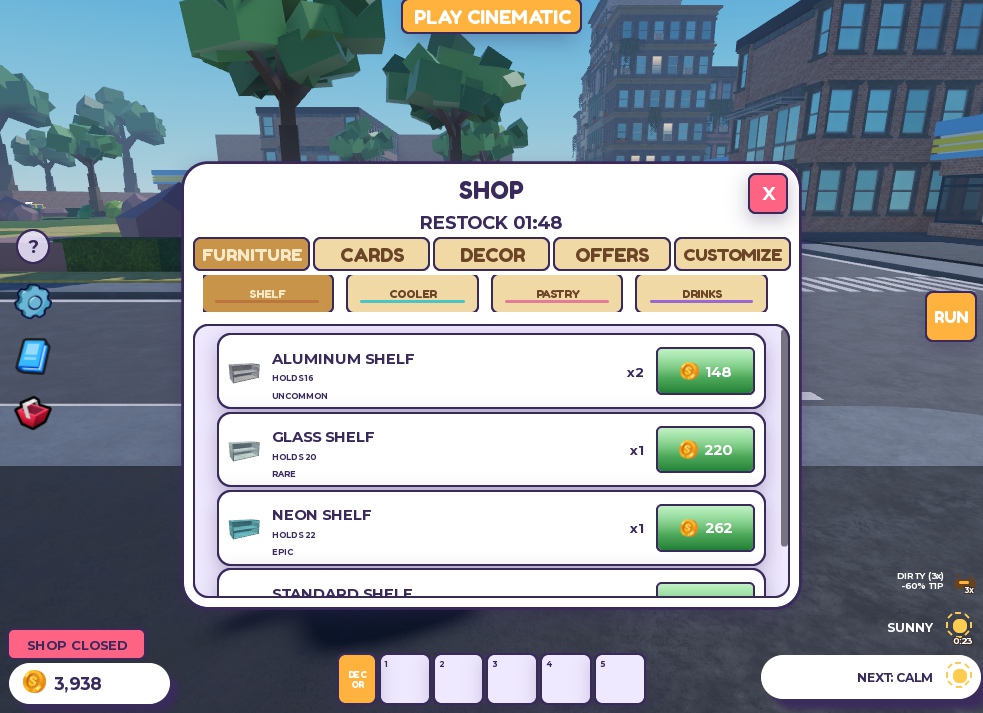 PLAY CINEMATIC
SHOP
X
RESTOCK 01:48
FURNITURE
CARDS
DECOR
OFFERS
CUSTOMIZE
SHELF
COOLER
PASTRY
DRINKS
?
RUN
ALUMINUM SHELF
HOLDS 16
UNCOMMON
x2
148
GLASS SHELF
HOLDS 20
RARE
x1
220
NEON SHELF
HOLDS 22
EPIC
x1
262
STANDARD SHELF
DIRTY (3x)
-60% TIP
3x
SUNNY
0:23
SHOP CLOSED
3,938
DEC
OR
1
2
3
4
5
NEXT: CALM